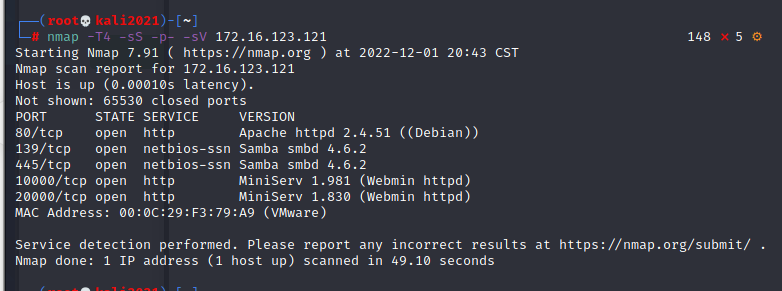 ┌──(root💀kali2021)-[~]
└─# nmap -T4 -sS -p- -sV 172.16.123.121 148 ⨯ 5 ⚙
Starting Nmap 7.91 ( https://nmap.org ) at 2022-12-01 20:43 CST
Nmap scan report for 172.16.123.121
Host is up (0.00010s latency).
Not shown: 65530 closed ports
PORT      STATE SERVICE     VERSION
80/tcp    open  http        Apache httpd 2.4.51 ((Debian))
139/tcp   open  netbios-ssn Samba smbd 4.6.2
445/tcp   open  netbios-ssn Samba smbd 4.6.2
10000/tcp open  http        MiniServ 1.981 (Webmin httpd)
20000/tcp open  http        MiniServ 1.830 (Webmin httpd)
MAC Address: 00:0C:29:F3:79:A9 (VMware)
Service detection performed. Please report any incorrect results at https://nmap.org/submit/ .
Nmap done: 1 IP address (1 host up) scanned in 49.10 seconds
┌──(root💀kali2021)-[~]